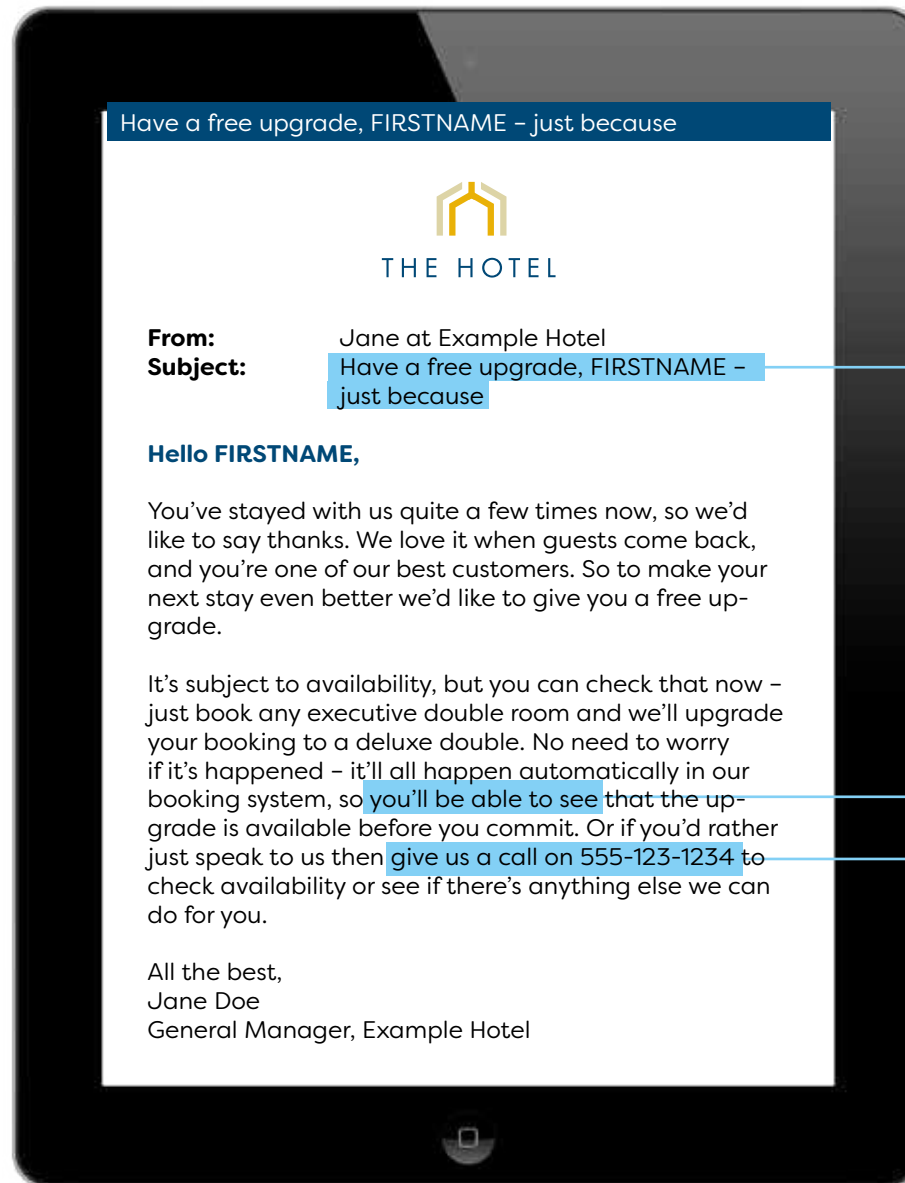 Have a free upgrade, FIRSTNAME – just because
THE HOTEL
From: Jane at Example Hotel
Subject: Have a free upgrade, FIRSTNAME –
just because
Hello FIRSTNAME,
You’ve stayed with us quite a few times now, so we’d
like to say thanks. We love it when guests come back,
and you’re one of our best customers. So to make your
next stay even better we’d like to give you a free up-
grade.
It’s subject to availability, but you can check that now –
just book any executive double room and we’ll upgrade
your booking to a deluxe double. No need to worry
if it’s happened – it’ll all happen automatically in our
booking system, so you’ll be able to see that the up-
grade is available before you commit. Or if you’d rather
just speak to us then give us a call on 555-123-1234 to
check availability or see if there’s anything else we can
do for you.
All the best,
Jane Doe
General Manager, Example Hotel